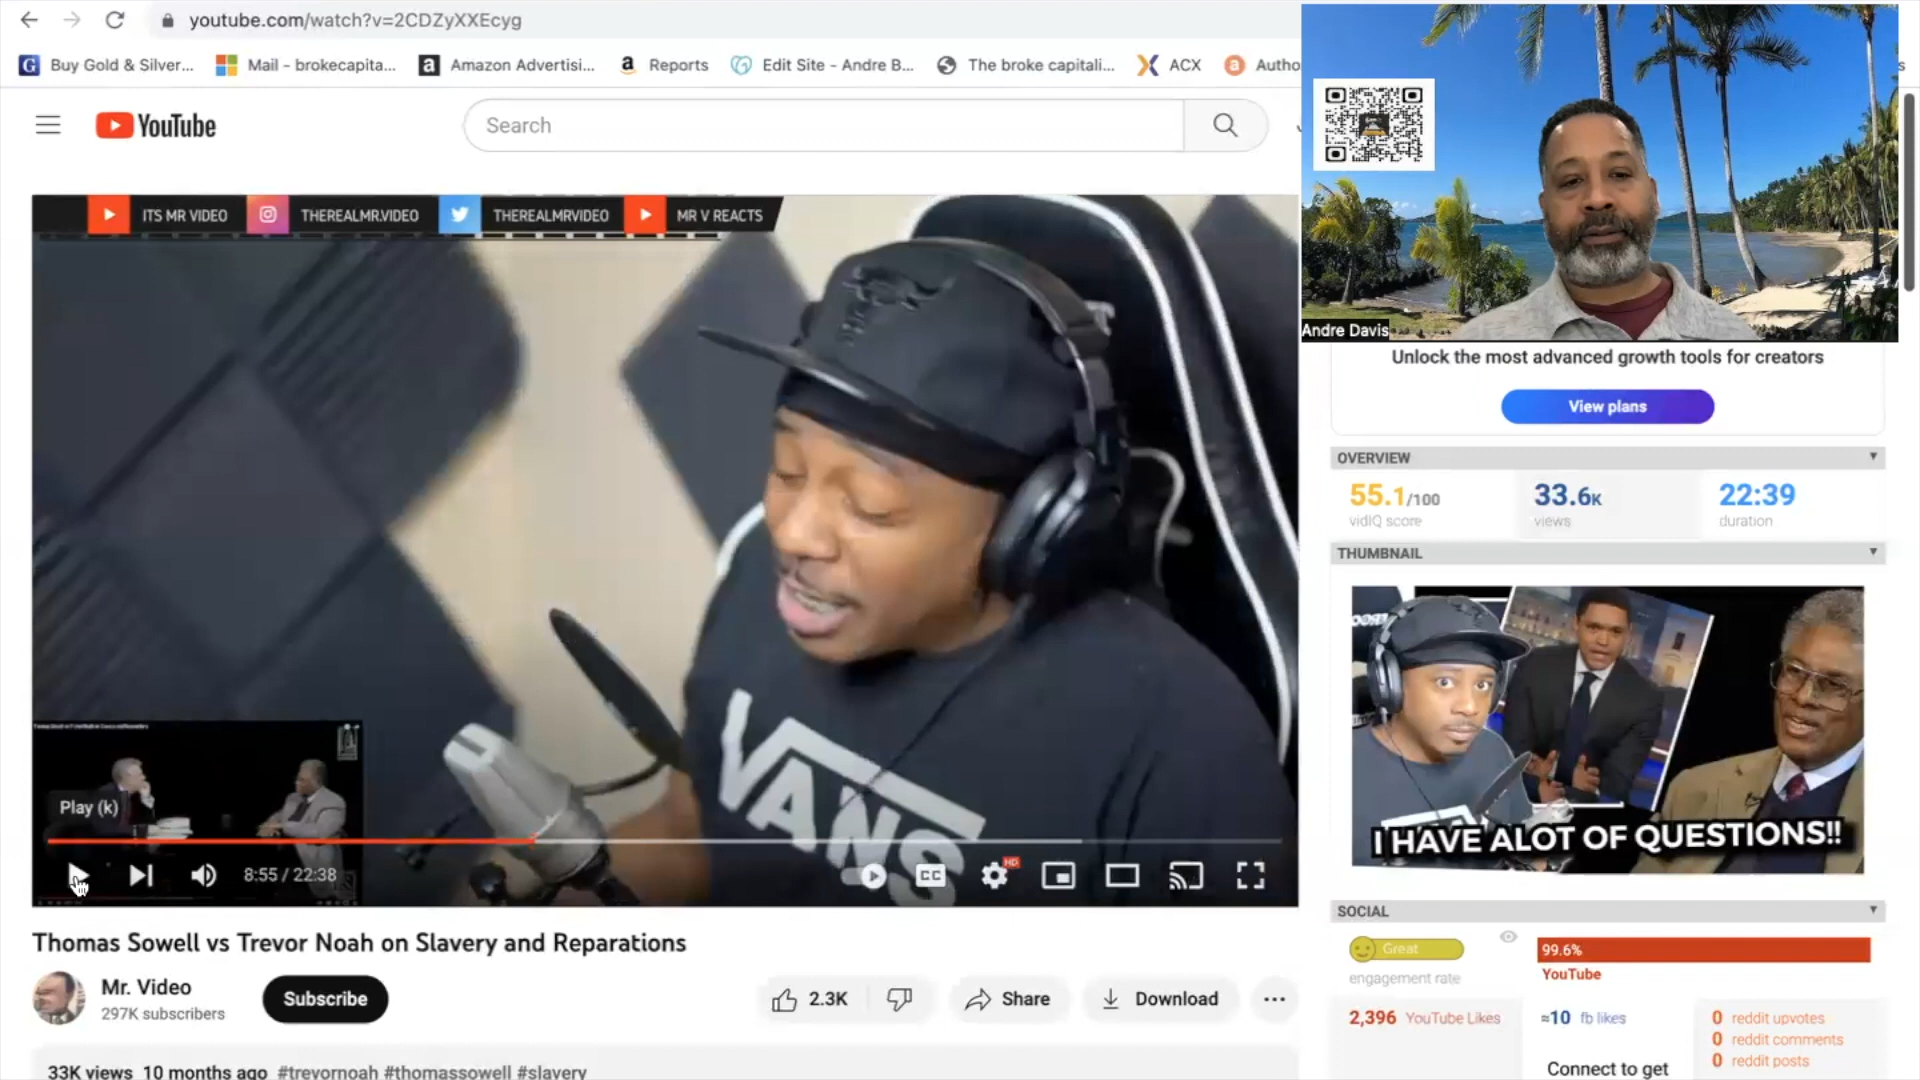 youtube.com/watch?v=2CDZyXXEcyg
Buy Gold & Silver... Mail - brokecapita... Amazon Advertisi... Reports Edit Site - Andre B... The broke capitali... ACX Autho
YouTube
Search
ITS MR VIDEO THEREALMR.VIDEO THEREALMRVIDEO MR V REACTS
Andre Davis
Unlock the most advanced growth tools for creators
View plans
OVERVIEW
55.1/100 33.6K 22:39
vidIQ score views duration
THUMBNAIL
I HAVE ALOT OF QUESTIONS!!
VANS
Play (k)
8:55 / 22:38
CC HD
Thomas Sowell vs Trevor Noah on Slavery and Reparations
Mr. Video
297K subscribers
Subscribe
2.3K Share Download
33K views 10 months ago #trevornoah #thomassowell #slavery
SOCIAL
Great 99.6%
engagement rate YouTube
2,396 YouTube Likes ≈10 fb likes 0 reddit upvotes
0 reddit comments
0 reddit posts
Connect to get